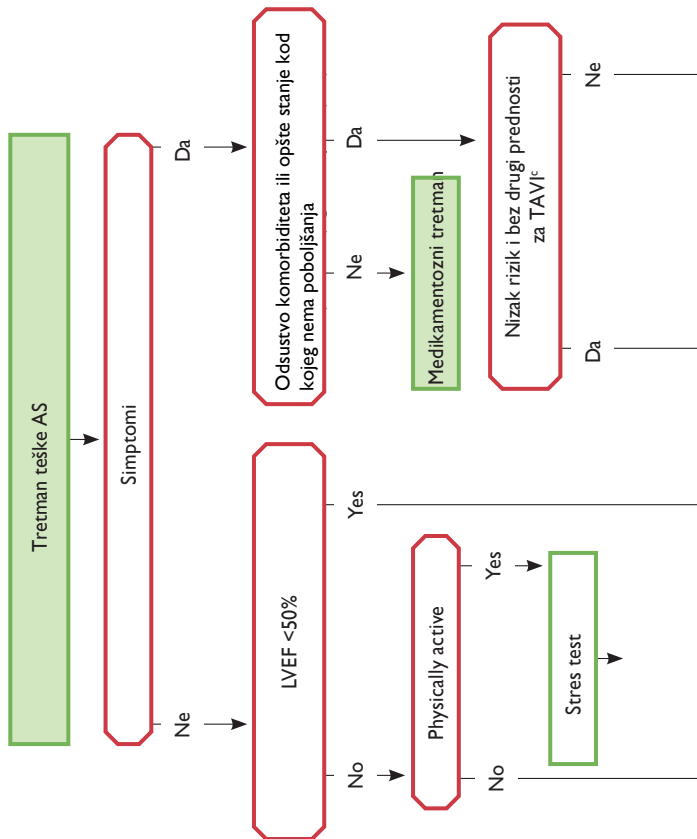 Tretman teške AS
Simptomi
Ne
Da
LVEF <50%
Odsustvo komorbiditeta ili opšte stanje kod
kojeg nema poboljšanja
No
Yes
Ne
Da
Physically active
Medikamentozni tretman
No
Yes
Nizak rizik i bez drugi prednosti
za TAVIᶜ
Stres test
Da
Ne